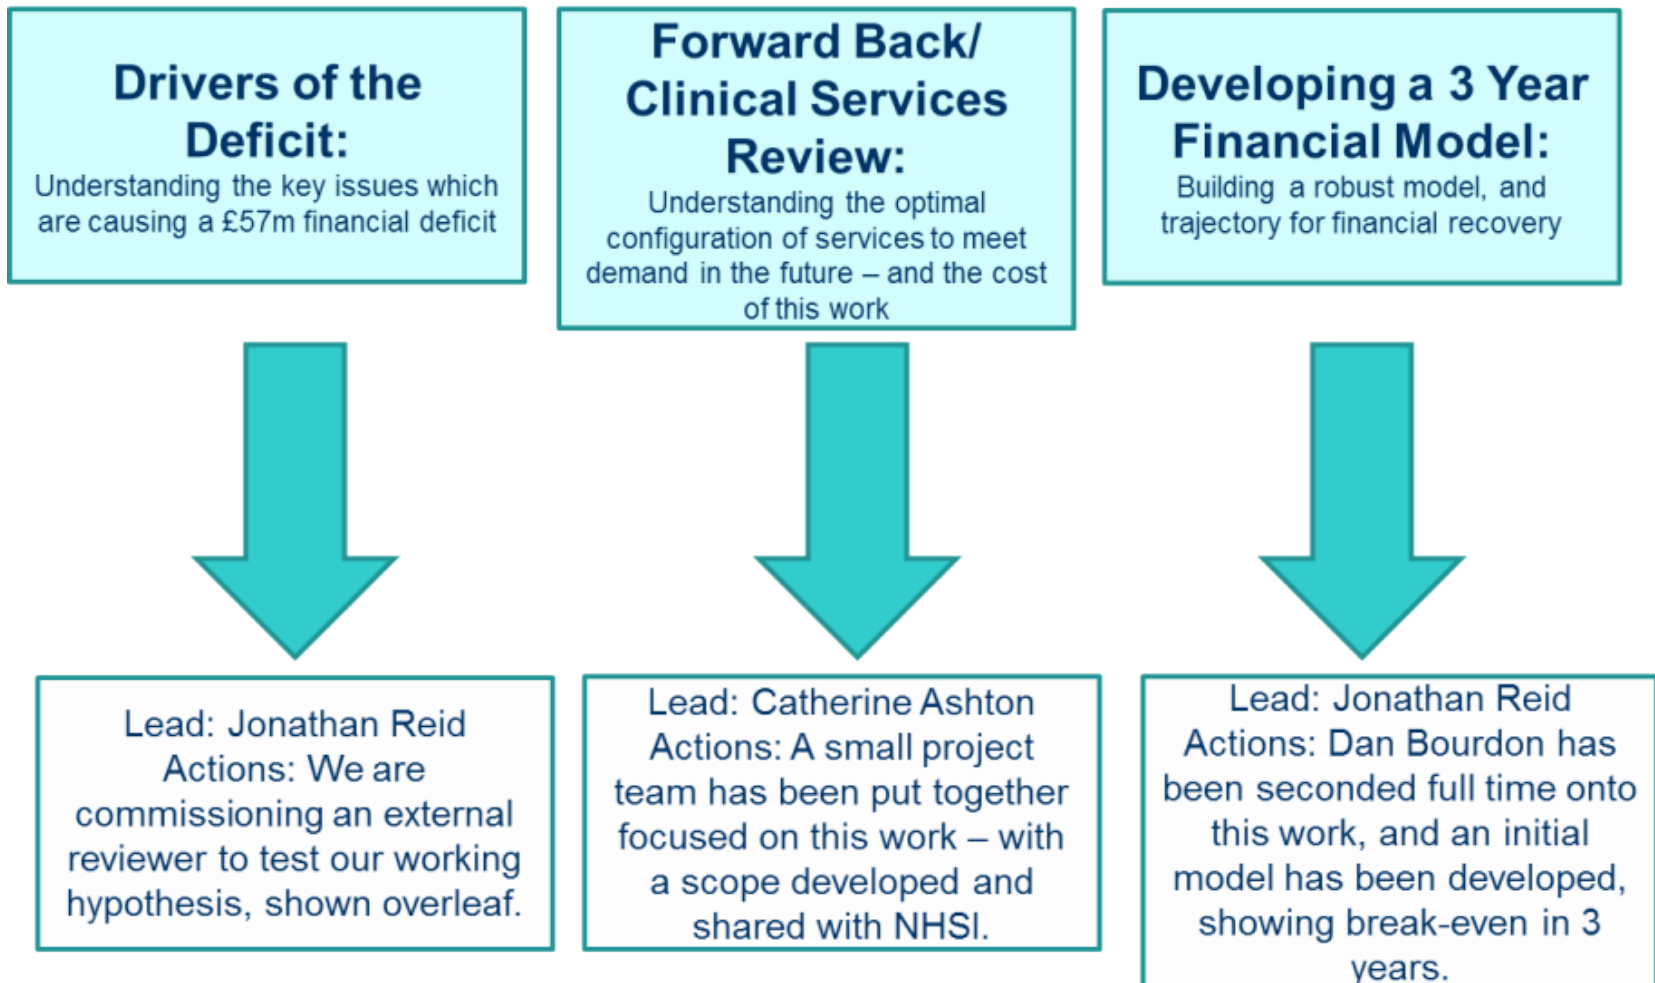 Drivers of the
Deficit:
Understanding the key issues which
are causing a £57m financial deficit
Forward Back/
Clinical Services
Review:
Understanding the optimal
configuration of services to meet
demand in the future – and the cost
of this work
Developing a 3 Year
Financial Model:
Building a robust model, and
trajectory for financial recovery
Lead: Jonathan Reid
Actions: We are
commissioning an external
reviewer to test our working
hypothesis, shown overleaf.
Lead: Catherine Ashton
Actions: A small project
team has been put together
focused on this work – with
a scope developed and
shared with NHSI.
Lead: Jonathan Reid
Actions: Dan Bourdon has
been seconded full time onto
this work, and an initial
model has been developed,
showing break-even in 3
years.